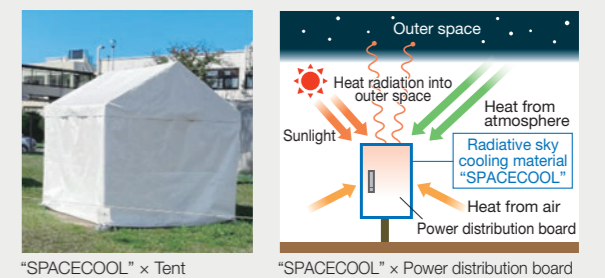 Outer space
Heat radiation into
outer space
Sunlight
Heat from
atmosphere
Radiative sky
cooling material
“SPACECOOL”
Heat from air
Power distribution board
“SPACECOOL” × Tent
“SPACECOOL” × Power distribution board